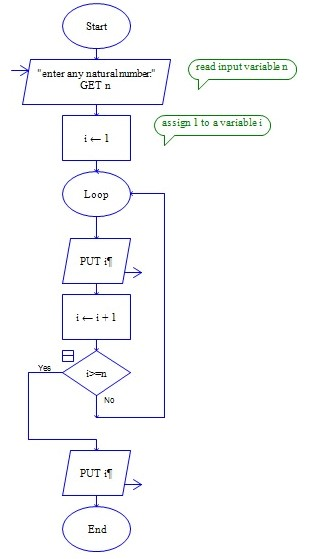 Start
"enter any natural number:"
GET n
read input variable n
i ← 1
assign 1 to a variable i
Loop
PUT i¶
i ← i + 1
i>=n
Yes
No
PUT i¶
End